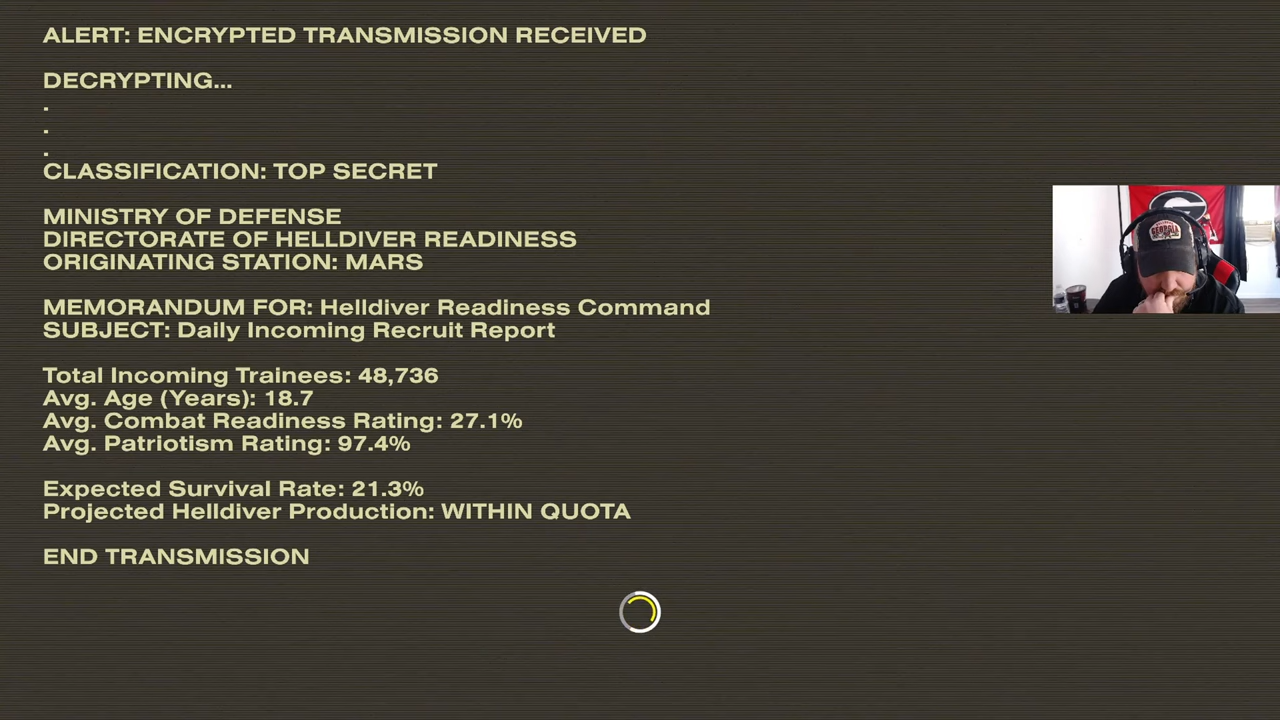 ALERT: ENCRYPTED TRANSMISSION RECEIVED
DECRYPTING...
.
.
.
CLASSIFICATION: TOP SECRET
MINISTRY OF DEFENSE
DIRECTORATE OF HELLDIVER READINESS
ORIGINATING STATION: MARS
MEMORANDUM FOR: Helldiver Readiness Command
SUBJECT: Daily Incoming Recruit Report
Total Incoming Trainees: 48,736
Avg. Age (Years): 18.7
Avg. Combat Readiness Rating: 27.1%
Avg. Patriotism Rating: 97.4%
Expected Survival Rate: 21.3%
Projected Helldiver Production: WITHIN QUOTA
END TRANSMISSION
G
GEORGIA